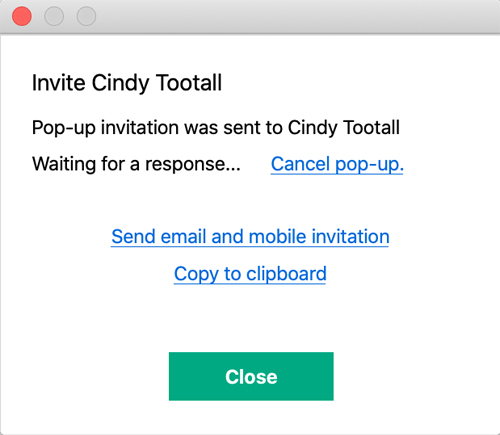 Invite Cindy Tootall
Pop-up invitation was sent to Cindy Tootall
Waiting for a response... Cancel pop-up.
Send email and mobile invitation
Copy to clipboard
Close